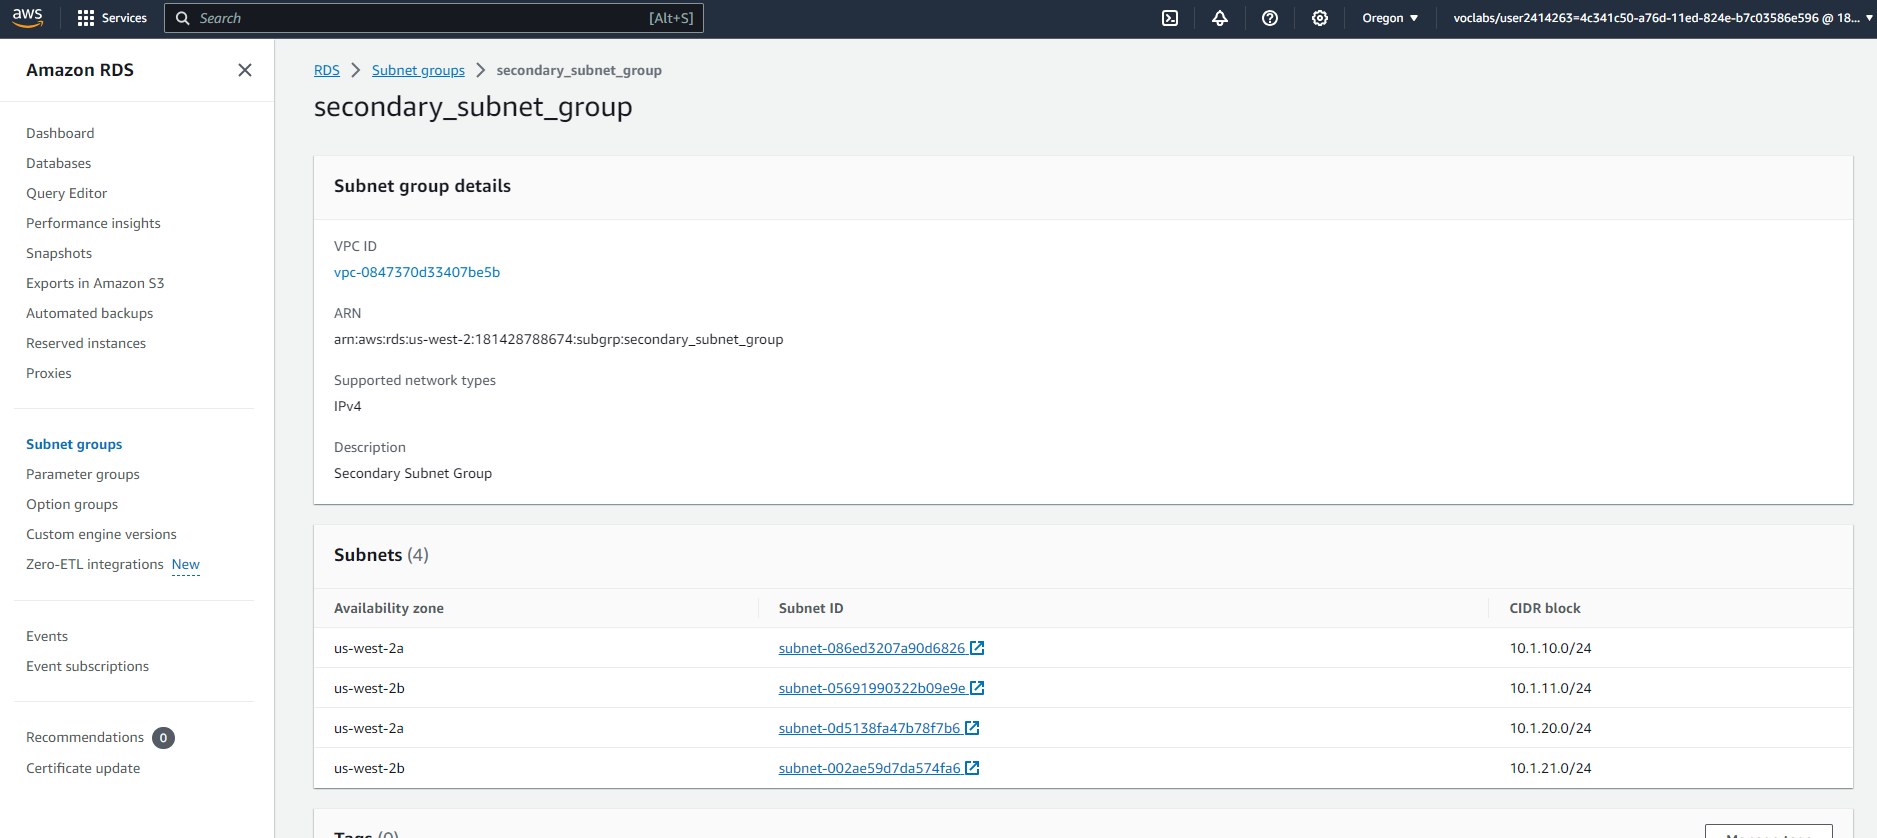 aws
Services
Search
[Alt+S]
Oregon
voclabs/user2414263=4c341c50-a76d-11ed-824e-b7c03586e596 @ 18...
Amazon RDS
Dashboard
Databases
Query Editor
Performance insights
Snapshots
Exports in Amazon S3
Automated backups
Reserved instances
Proxies
Subnet groups
Parameter groups
Option groups
Custom engine versions
Zero-ETL integrations New
Events
Event subscriptions
Recommendations 0
Certificate update
RDS > Subnet groups > secondary_subnet_group
secondary_subnet_group
Subnet group details
VPC ID
vpc-0847370d33407be5b
ARN
arn:aws:rds:us-west-2:181428788674:subgrp:secondary_subnet_group
Supported network types
IPv4
Description
Secondary Subnet Group
Subnets (4)
Availability zone Subnet ID CIDR block
us-west-2a subnet-086ed3207a90d6826 10.1.10.0/24
us-west-2b subnet-05691990322b09e9e 10.1.11.0/24
us-west-2a subnet-0d5138fa47b78f7b6 10.1.20.0/24
us-west-2b subnet-002ae59d7da574fa6 10.1.21.0/24
Tags (0)